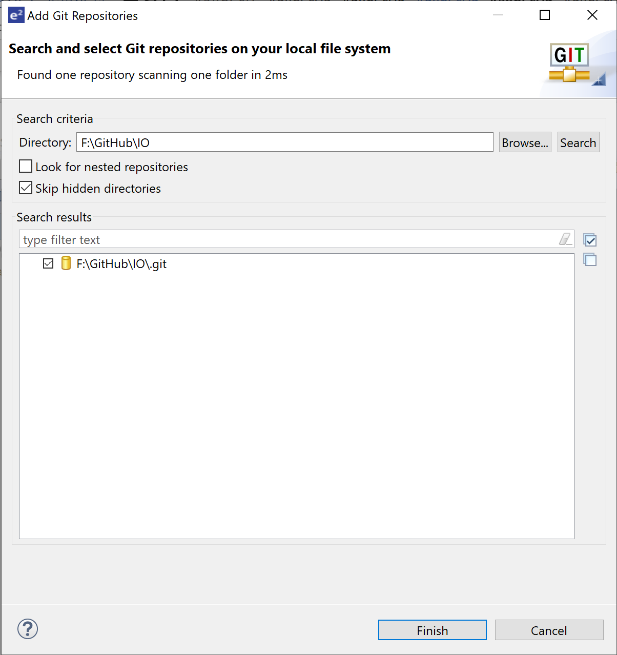 e² Add Git Repositories
Search and select Git repositories on your local file system
Found one repository scanning one folder in 2ms
GIT
Search criteria
Directory: F:\GitHub\IO Browse... Search
Look for nested repositories
Skip hidden directories
Search results
type filter text
F:\GitHub\IO\.git
? Finish Cancel